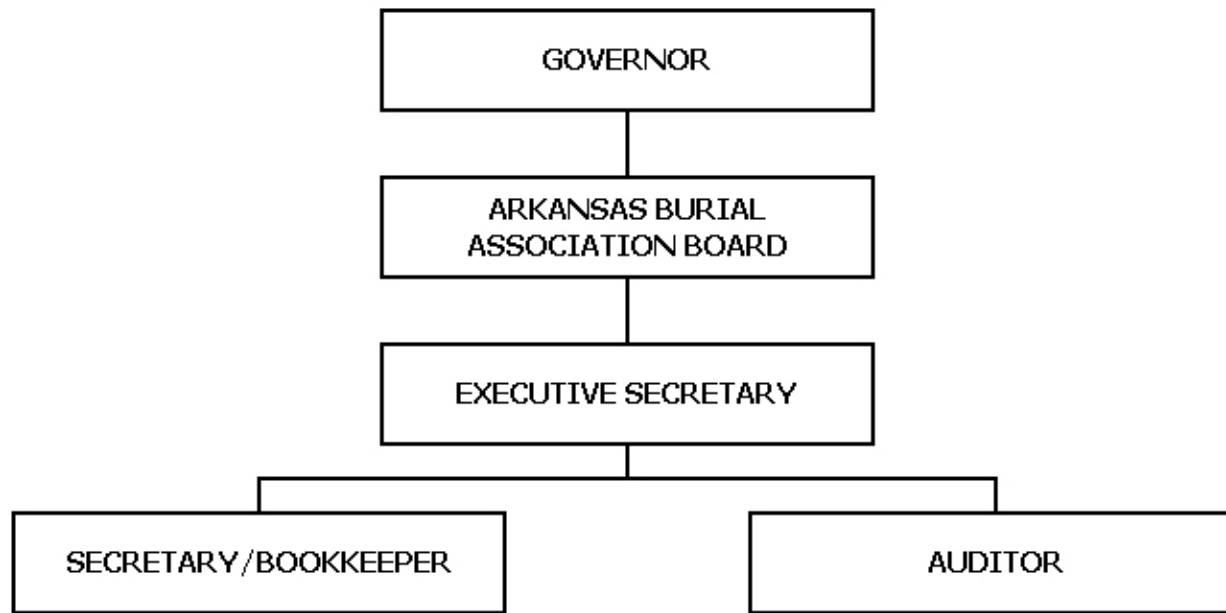 GOVERNOR
ARKANSAS BURIAL
ASSOCIATION BOARD
EXECUTIVE SECRETARY
SECRETARY/BOOKKEEPER
AUDITOR